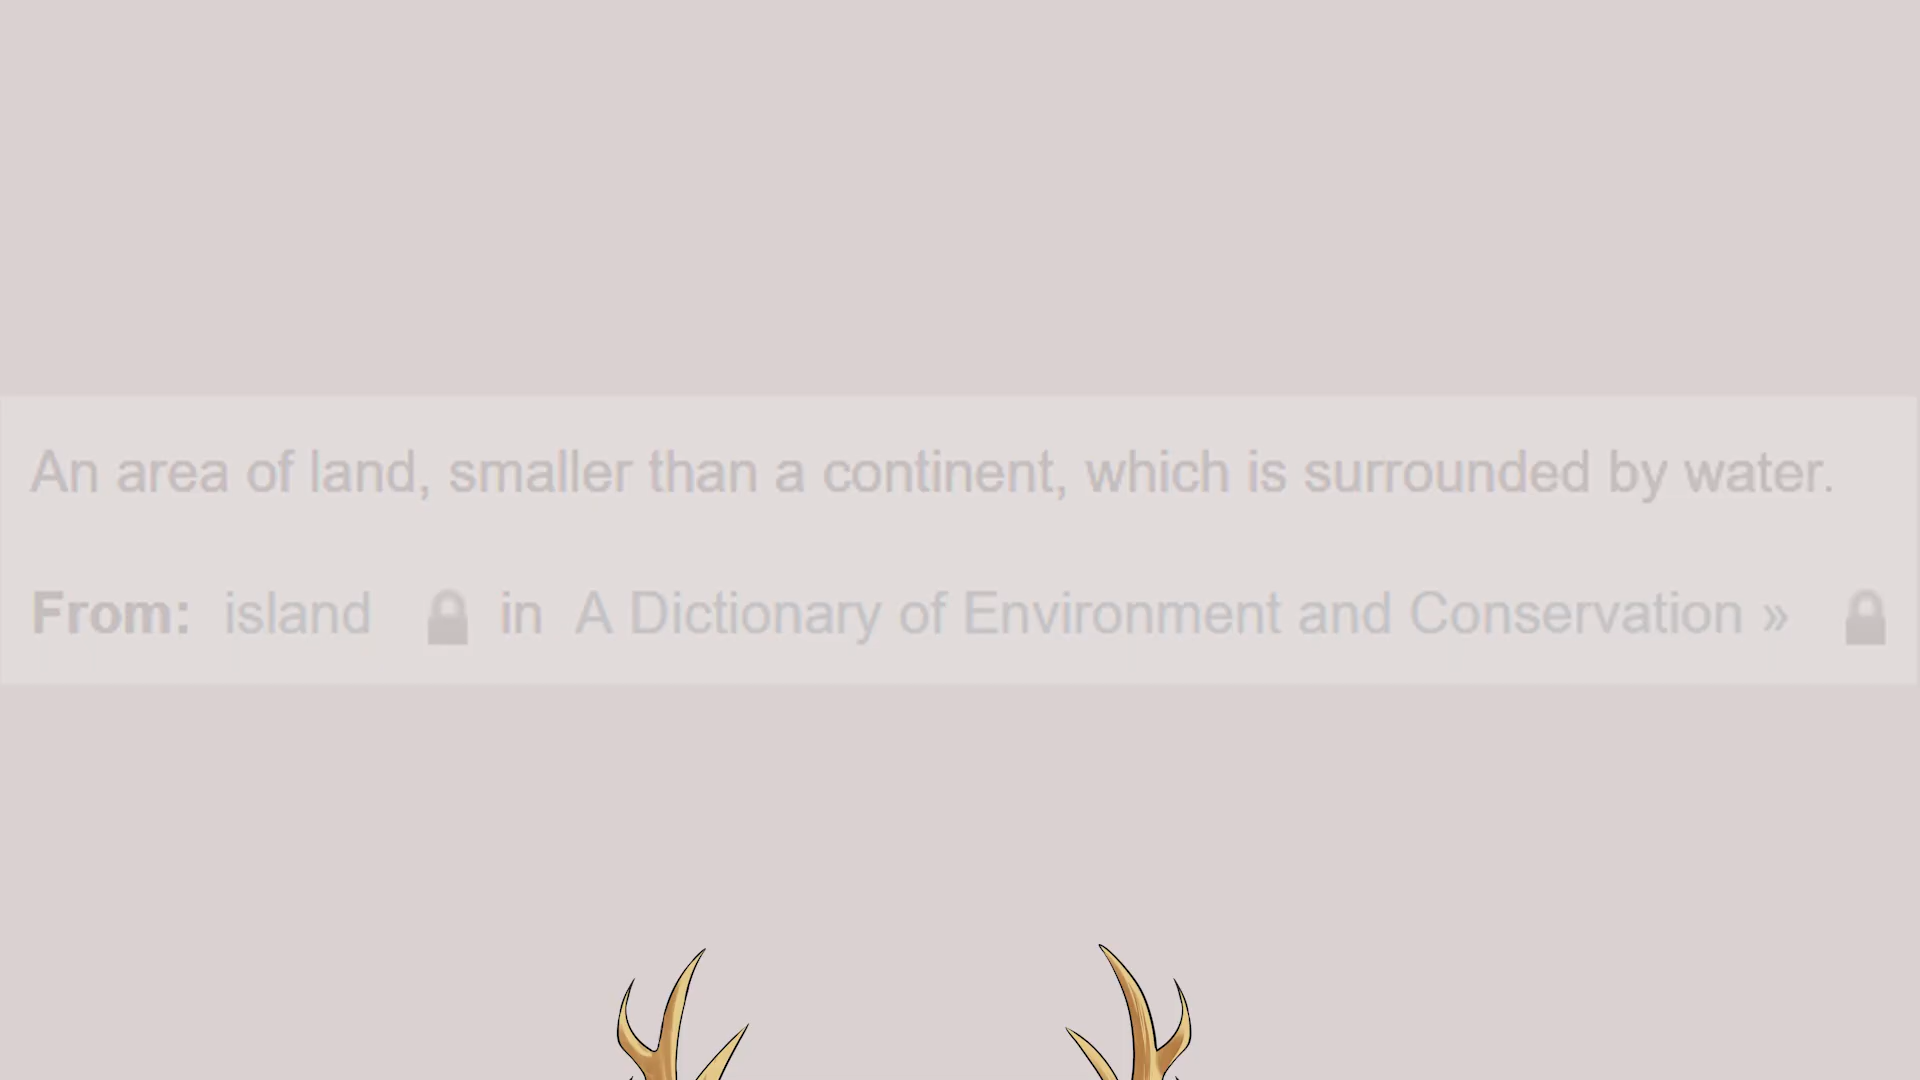 An area of land, smaller than a continent, which is surrounded by water.
From: island in A Dictionary of Environment and Conservation »